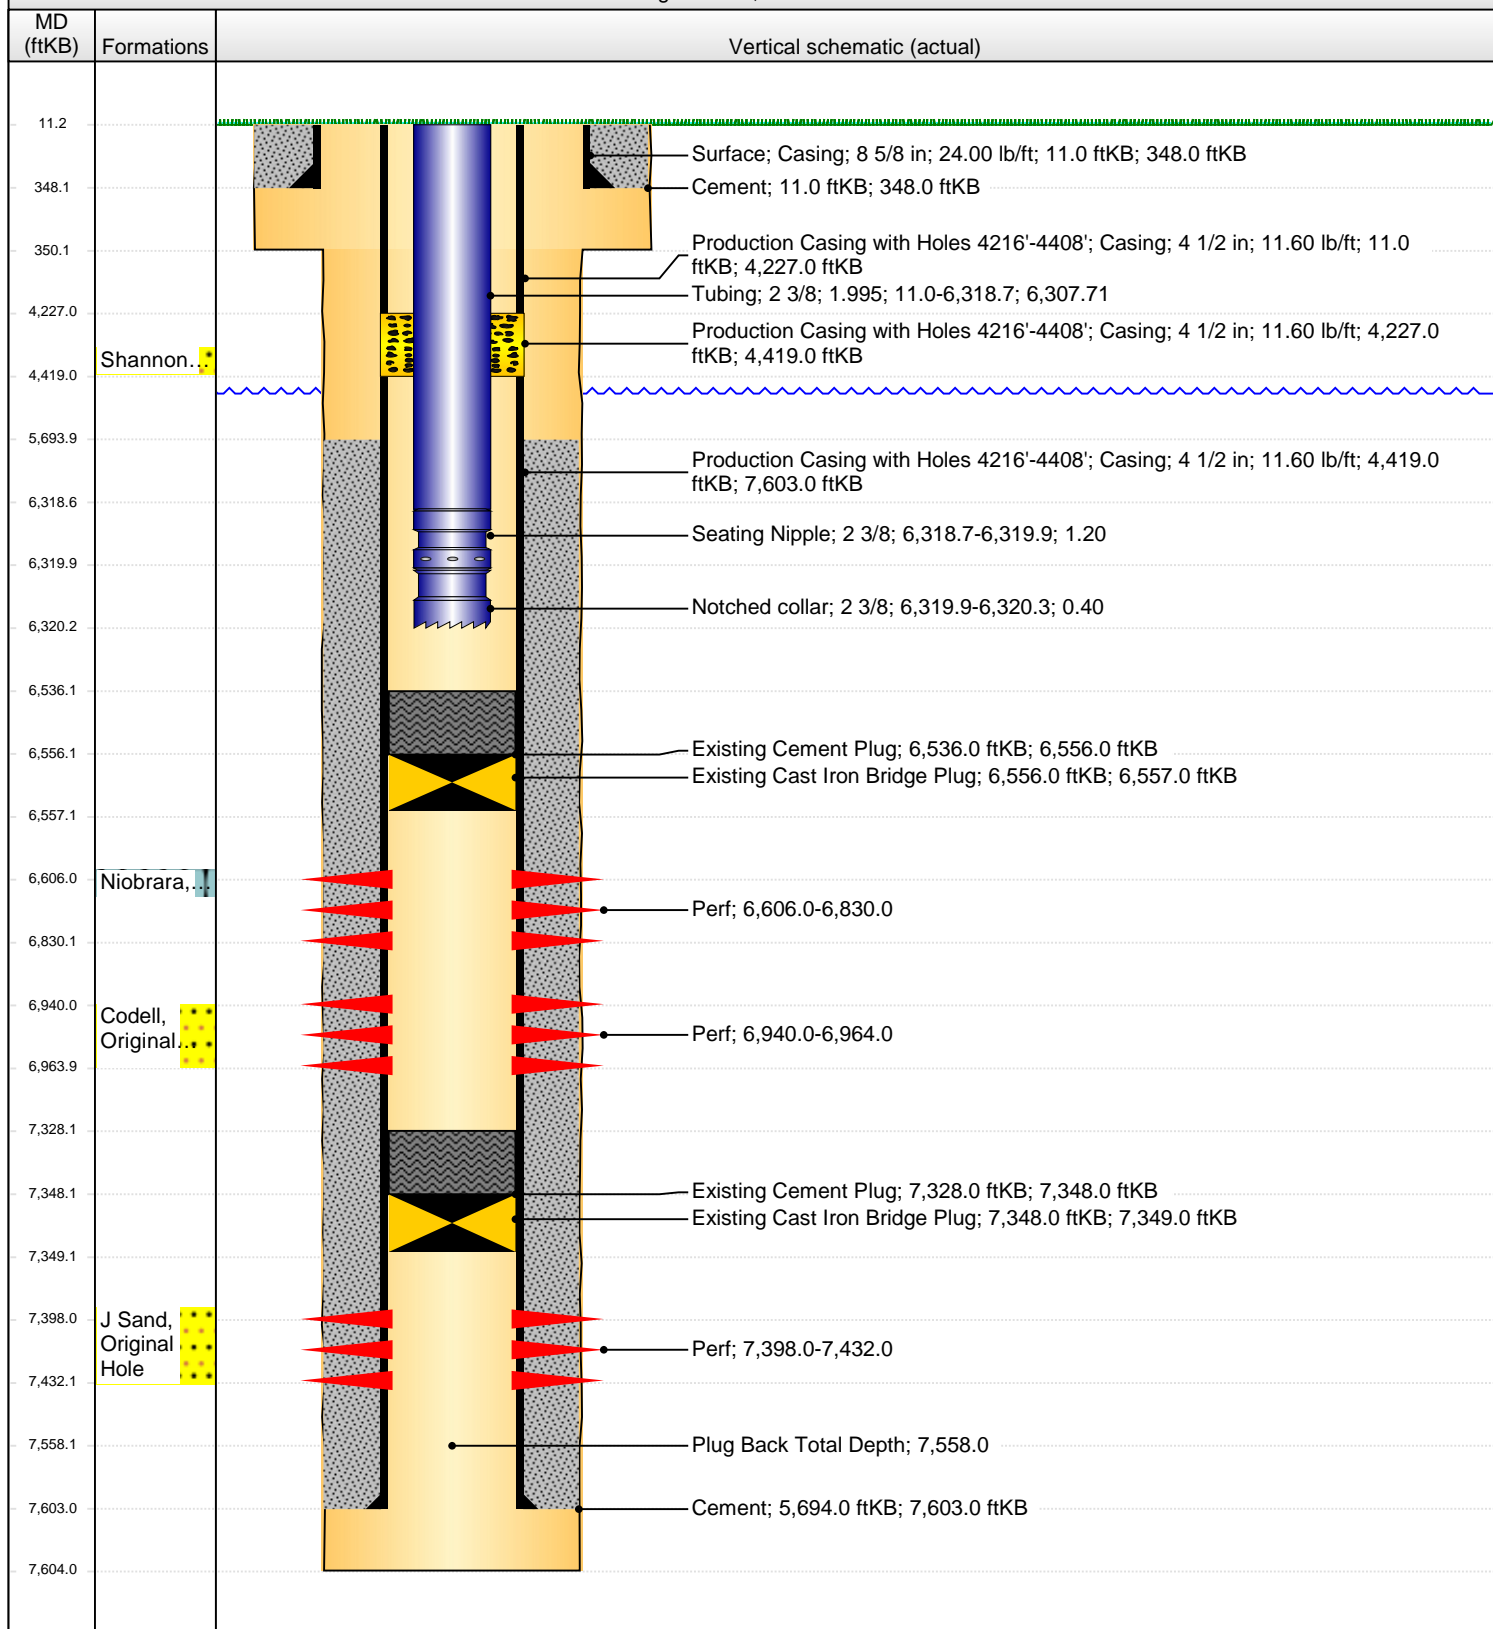 MD
(ftKB)
Formations
Vertical schematic (actual)
11.2
Surface; Casing; 8 5/8 in; 24.00 lb/ft; 11.0 ftKB; 348.0 ftKB
348.1
Cement; 11.0 ftKB; 348.0 ftKB
350.1
Production Casing with Holes 4216'-4408'; Casing; 4 1/2 in; 11.60 lb/ft; 11.0
ftKB; 4,227.0 ftKB
Tubing; 2 3/8; 1.995; 11.0-6,318.7; 6,307.71
4,227.0
Production Casing with Holes 4216'-4408'; Casing; 4 1/2 in; 11.60 lb/ft; 4,227.0
ftKB; 4,419.0 ftKB
Shannon...
4,419.0
5,693.9
Production Casing with Holes 4216'-4408'; Casing; 4 1/2 in; 11.60 lb/ft; 4,419.0
ftKB; 7,603.0 ftKB
6,318.6
Seating Nipple; 2 3/8; 6,318.7-6,319.9; 1.20
6,319.9
Notched collar; 2 3/8; 6,319.9-6,320.3; 0.40
6,320.2
6,536.1
6,556.1
Existing Cement Plug; 6,536.0 ftKB; 6,556.0 ftKB
Existing Cast Iron Bridge Plug; 6,556.0 ftKB; 6,557.0 ftKB
6,557.1
6,606.0
Niobrara,...
Perf; 6,606.0-6,830.0
6,830.1
6,940.0
Codell,
Original...
Perf; 6,940.0-6,964.0
6,963.9
7,328.1
7,348.1
Existing Cement Plug; 7,328.0 ftKB; 7,348.0 ftKB
Existing Cast Iron Bridge Plug; 7,348.0 ftKB; 7,349.0 ftKB
7,349.1
7,398.0
J Sand,
Original
Hole
Perf; 7,398.0-7,432.0
7,432.1
7,558.1
Plug Back Total Depth; 7,558.0
7,603.0
Cement; 5,694.0 ftKB; 7,603.0 ftKB
7,604.0